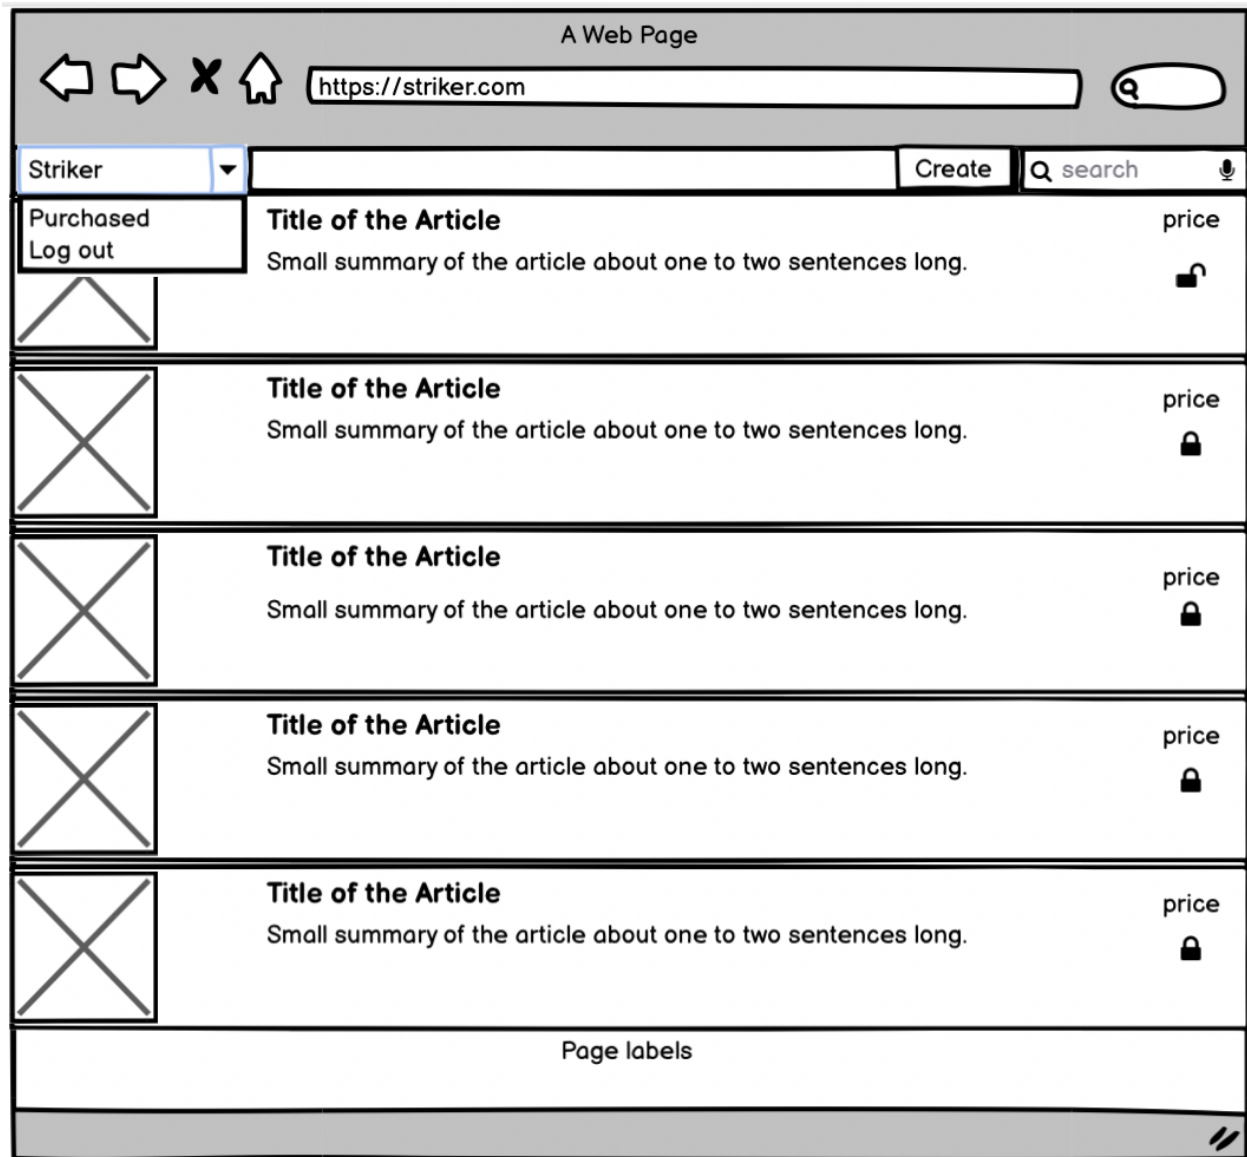 A Web Page
https://striker.com
Striker
Create
search
Purchased
Log out
Title of the Article
Small summary of the article about one to two sentences long.
price
Title of the Article
Small summary of the article about one to two sentences long.
price
Title of the Article
Small summary of the article about one to two sentences long.
price
Title of the Article
Small summary of the article about one to two sentences long.
price
Title of the Article
Small summary of the article about one to two sentences long.
price
Page labels